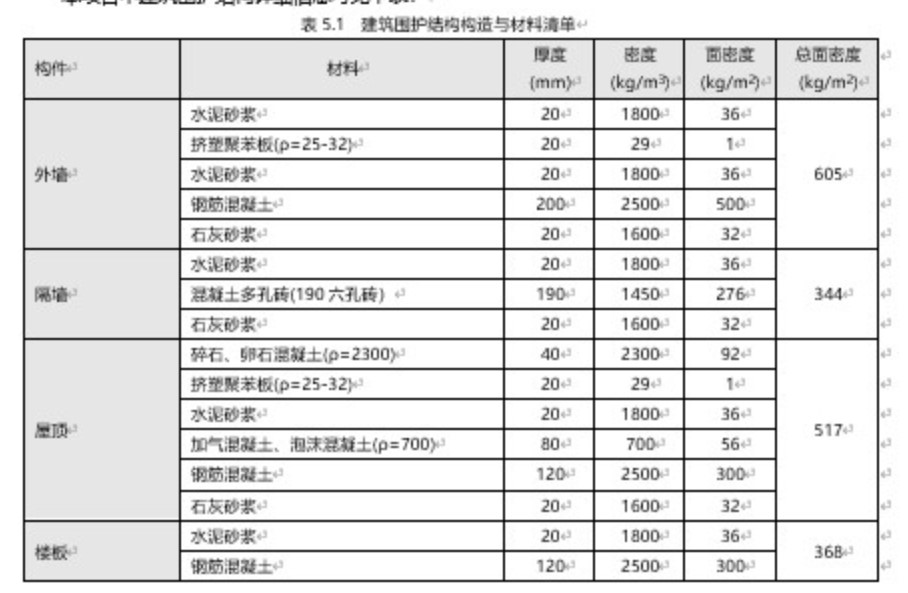 表 5.1 建筑围护结构构造与材料清单
构件 材料 厚度(mm) 密度(kg/m³) 面密度(kg/m²) 总面密度(kg/m²)
外墙 水泥砂浆 20 1800 36 605
挤塑聚苯板(ρ=25-32) 20 29 1
水泥砂浆 20 1800 36
钢筋混凝土 200 2500 500
石灰砂浆 20 1600 32
隔墙 水泥砂浆 20 1800 36 344
混凝土多孔砖(190 六孔砖) 190 1450 276
石灰砂浆 20 1600 32
屋顶 碎石、卵石混凝土(ρ=2300) 40 2300 92 517
挤塑聚苯板(ρ=25-32) 20 29 1
水泥砂浆 20 1800 36
加气混凝土、泡沫混凝土(ρ=700) 80 700 56
钢筋混凝土 120 2500 300
石灰砂浆 20 1600 32
楼板 水泥砂浆 20 1800 36 368
钢筋混凝土 120 2500 300